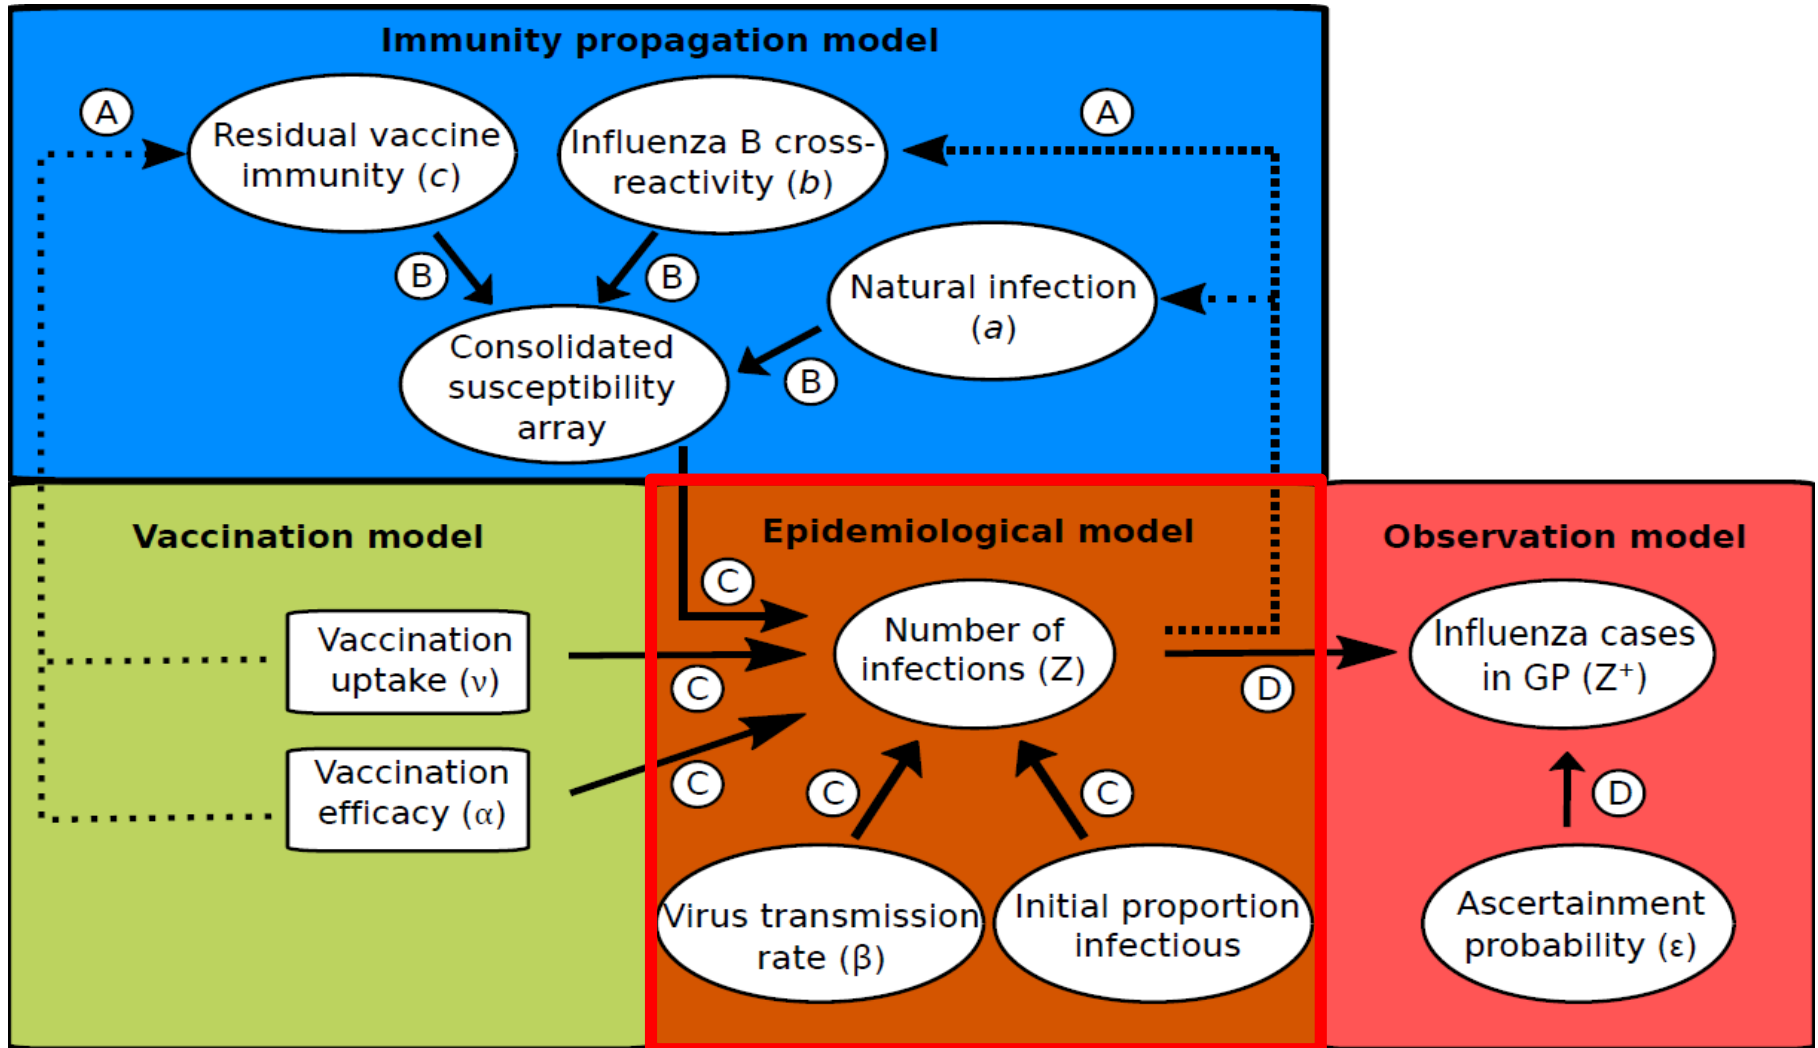 Immunity propagation model
A
A
Residual vaccine
immunity (c)
Influenza B cross-
reactivity (b)
B
B
Natural infection
(a)
B
Consolidated
susceptibility
array
Vaccination model
Vaccination
uptake (ν)
Vaccination
efficacy (α)
Epidemiological model
C
C
C
C
C
Number of
infections (Z)
D
Virus transmission
rate (β)
Initial proportion
infectious
Observation model
Influenza cases
in GP (Z⁺)
D
Ascertainment
probability (ε)